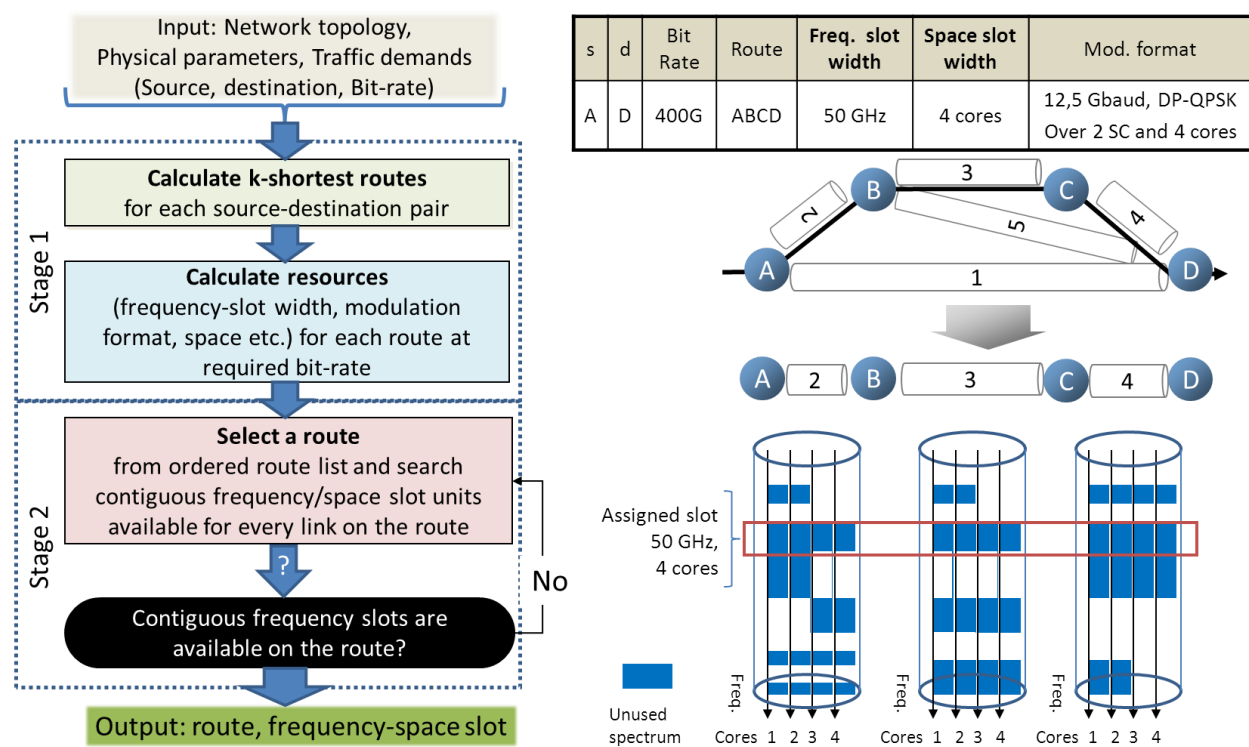 Input: Network topology,
Physical parameters, Traffic demands
(Source, destination, Bit-rate)
Stage 1
Calculate k-shortest routes
for each source-destination pair
Calculate resources
(frequency-slot width, modulation
format, space etc.) for each route at
required bit-rate
Stage 2
Select a route
from ordered route list and search
contiguous frequency/space slot units
available for every link on the route
?
No
Contiguous frequency slots are
available on the route?
Output: route, frequency-space slot
s d Bit Rate Route Freq. slot width Space slot width Mod. format
A D 400G ABCD 50 GHz 4 cores 12,5 Gbaud, DP-QPSK
Over 2 SC and 4 cores
B 3 C
2 5 4
A 1 D
A 2 B 3 C 4 D
Assigned slot
50 GHz,
4 cores
Unused
spectrum
Freq.
Cores 1 2 3 4
Freq.
Cores 1 2 3 4
Freq.
Cores 1 2 3 4